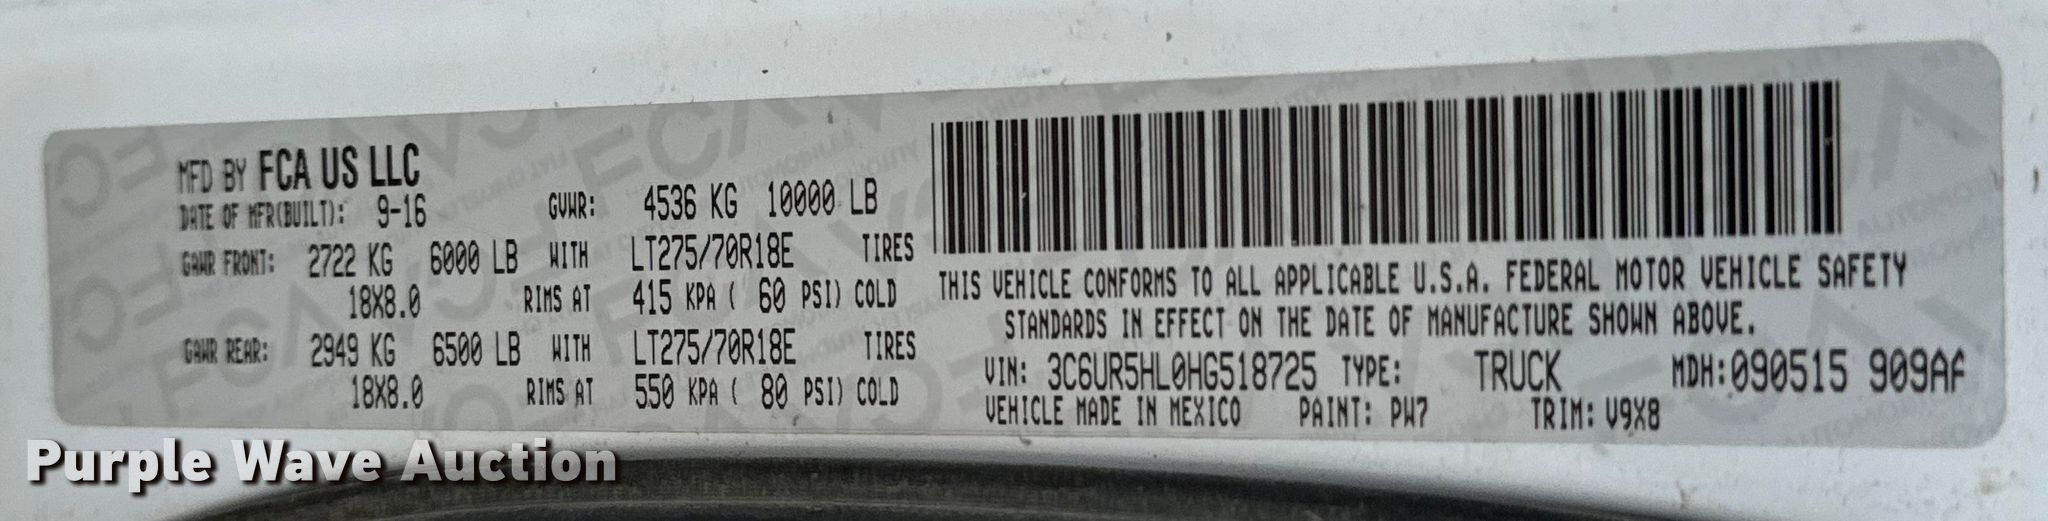 MFD BY FCA US LLC
DATE OF MFR(BUILT): 9-16 GVWR: 4536 KG 10000 LB
GAWR FRONT: 2722 KG 6000 LB WITH LT275/70R18E TIRES
18X8.0 RIMS AT 415 KPA ( 60 PSI) COLD
GAWR REAR: 2949 KG 6500 LB WITH LT275/70R18E TIRES
18X8.0 RIMS AT 550 KPA ( 80 PSI) COLD
THIS VEHICLE CONFORMS TO ALL APPLICABLE U.S.A. FEDERAL MOTOR VEHICLE SAFETY
STANDARDS IN EFFECT ON THE DATE OF MANUFACTURE SHOWN ABOVE.
VIN: 3C6UR5HL0HG518725 TYPE: TRUCK MDH:090515 909AA
VEHICLE MADE IN MEXICO PAINT: PW7 TRIM: V9X8
Purple Wave Auction